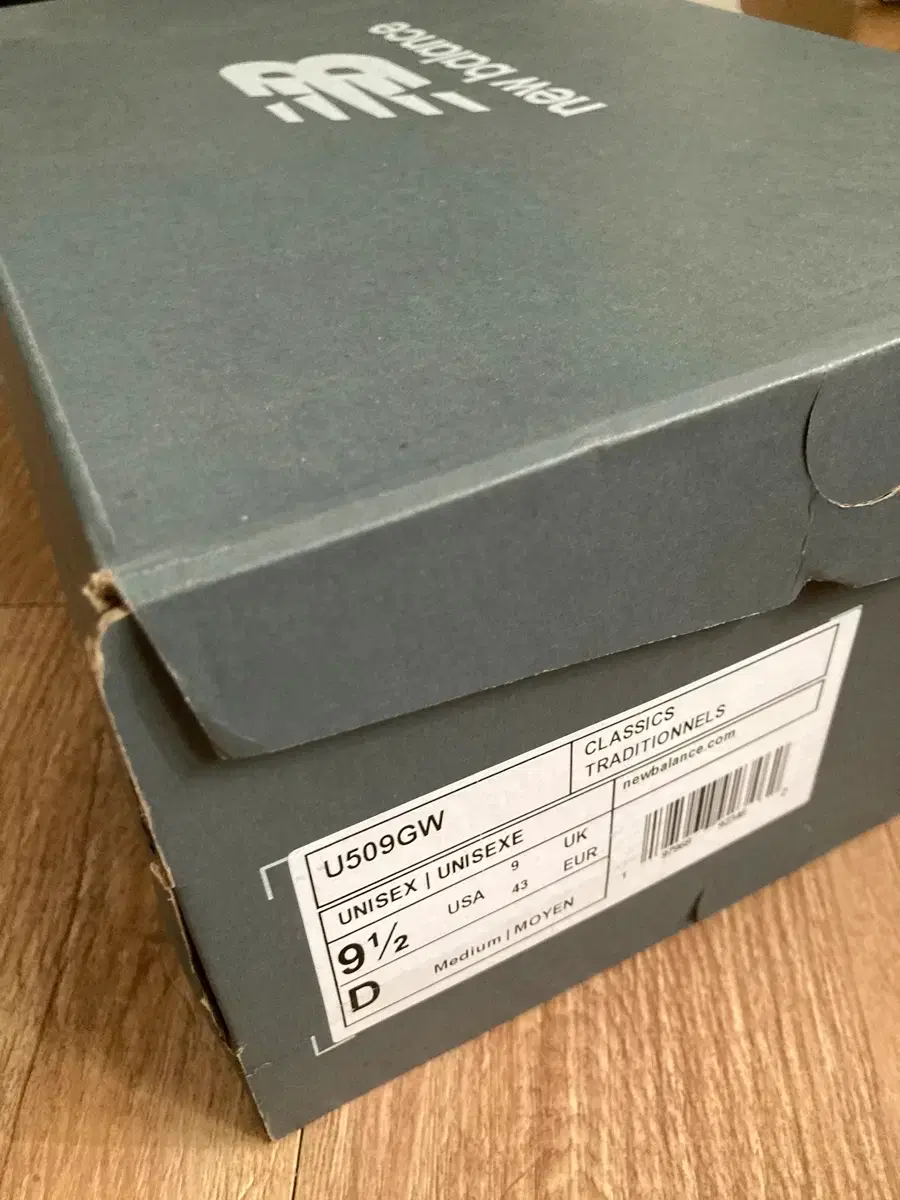 new balance
U509GW
CLASSICS
TRADITIONNELS
UNISEX | UNISEXE
newbalance.com
9½ USA 9 UK
43 EUR
D Medium | MOYEN